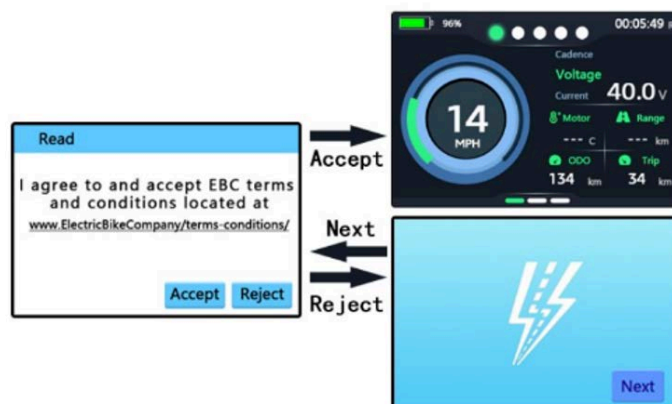 96%
00:05:49
Cadence
Voltage
Current 40.0 V
14
MPH
Motor Range
--- C --- km
ODO Trip
134 km 34 km
Read
I agree to and accept EBC terms
and conditions located at
www.ElectricBikeCompany/terms-conditions/
Accept Reject
Accept
Next
Reject
Next